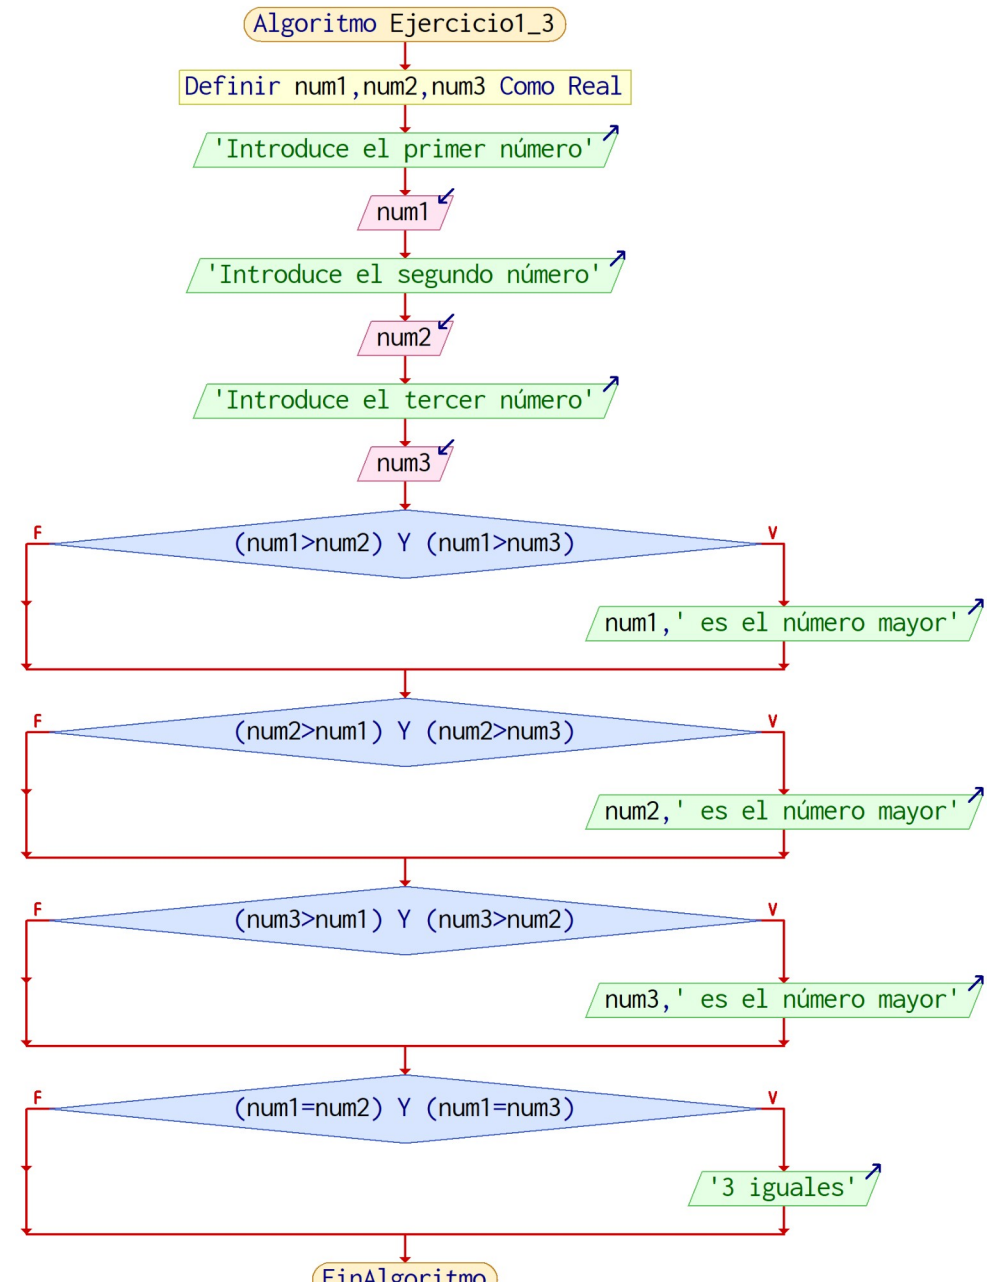 Algoritmo Ejercicio1_3
Definir num1,num2,num3 Como Real
'Introduce el primer número'
num1
'Introduce el segundo número'
num2
'Introduce el tercer número'
num3
F
(num1>num2) Y (num1>num3)
V
num1,' es el número mayor'
F
(num2>num1) Y (num2>num3)
V
num2,' es el número mayor'
F
(num3>num1) Y (num3>num2)
V
num3,' es el número mayor'
F
(num1=num2) Y (num1=num3)
V
'3 iguales'
FinAlgoritmo